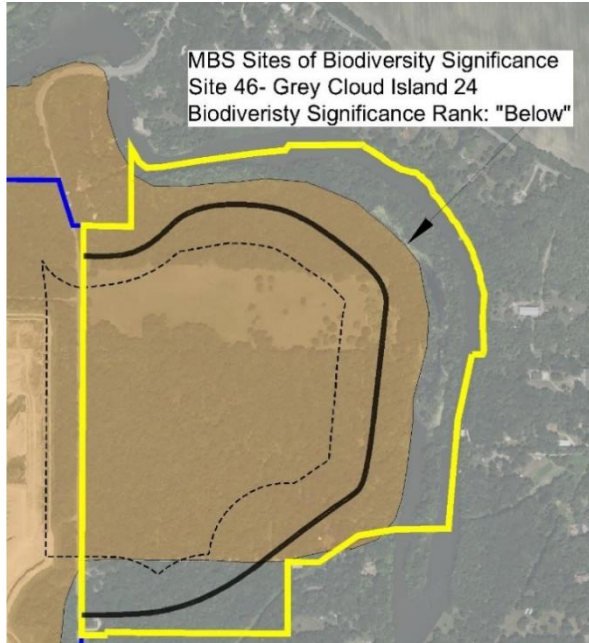 MBS Sites of Biodiversity Significance
Site 46- Grey Cloud Island 24
Biodiveristy Significance Rank: "Below"